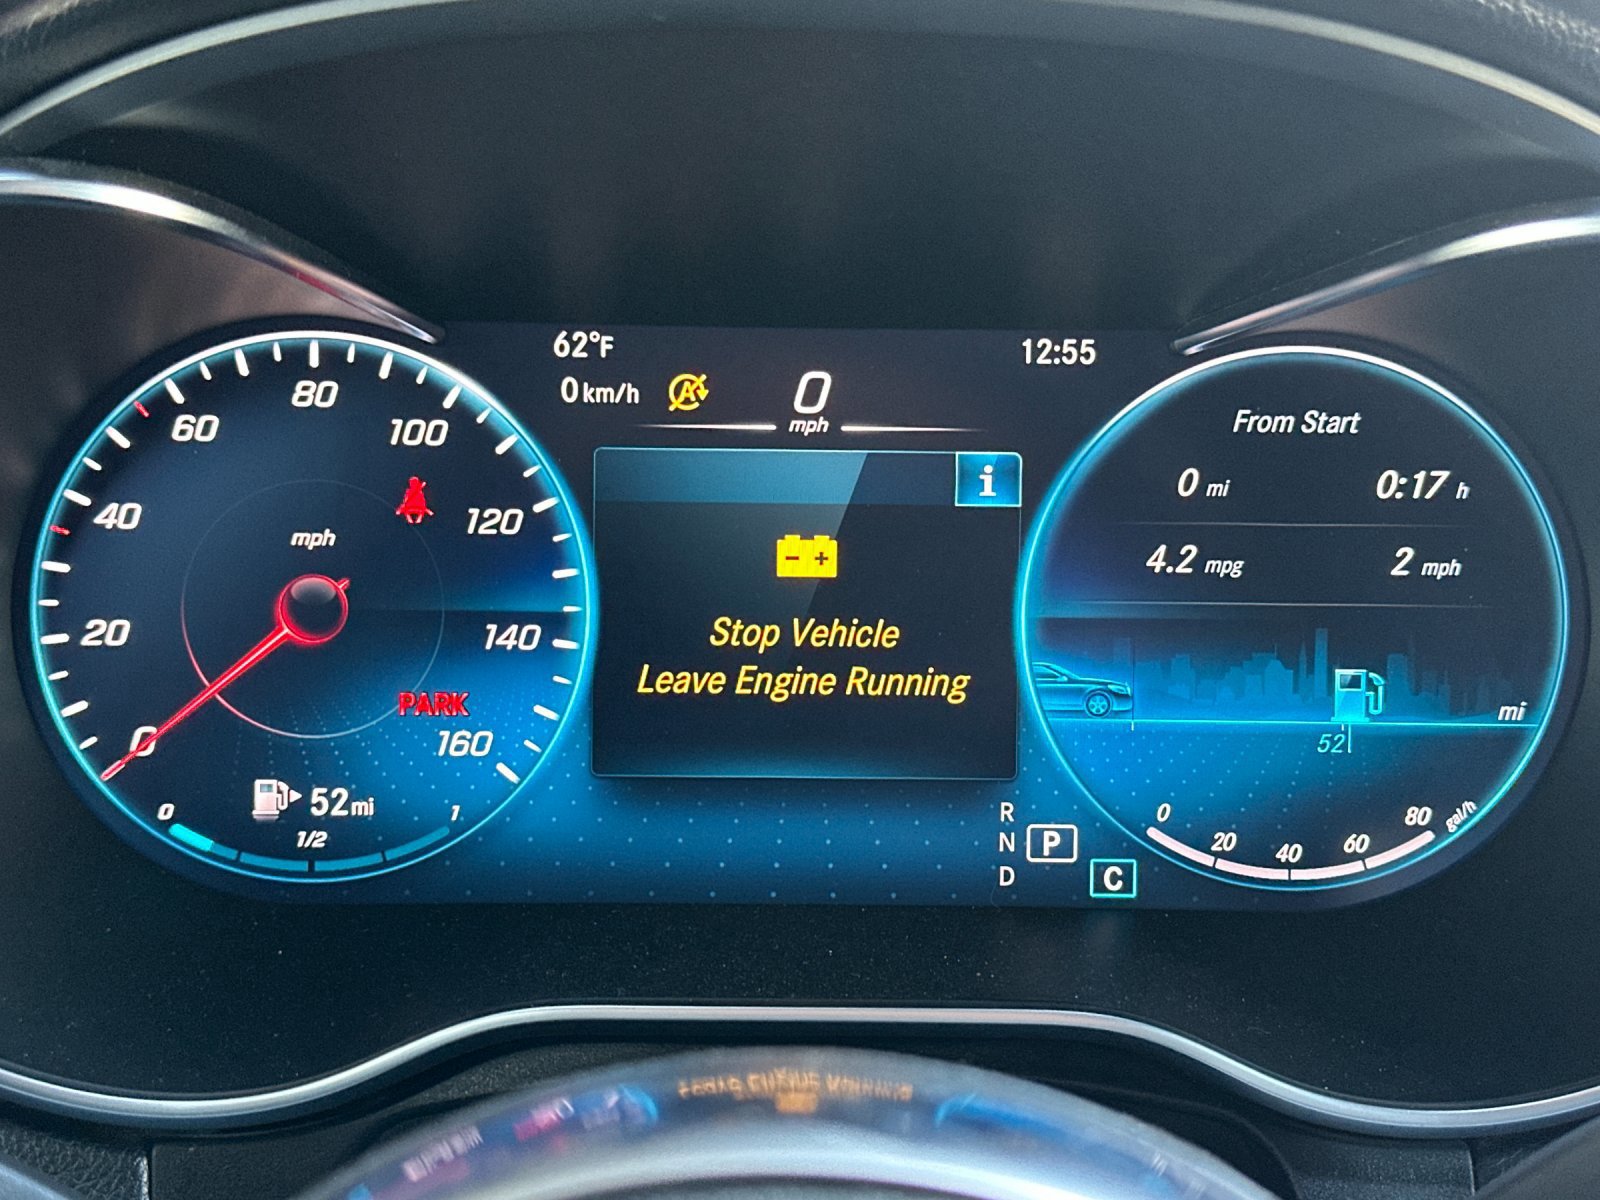 62°F
12:55
0 km/h
A
0
mph
80
60
100
40
120
mph
20
140
PARK
0
160
52 mi
0
1
1/2
i
- +
Stop Vehicle
Leave Engine Running
R
N P
D
C
From Start
0 mi 0:17 h
4.2 mpg 2 mph
mi
52
0
80 gal/h
20
60
40